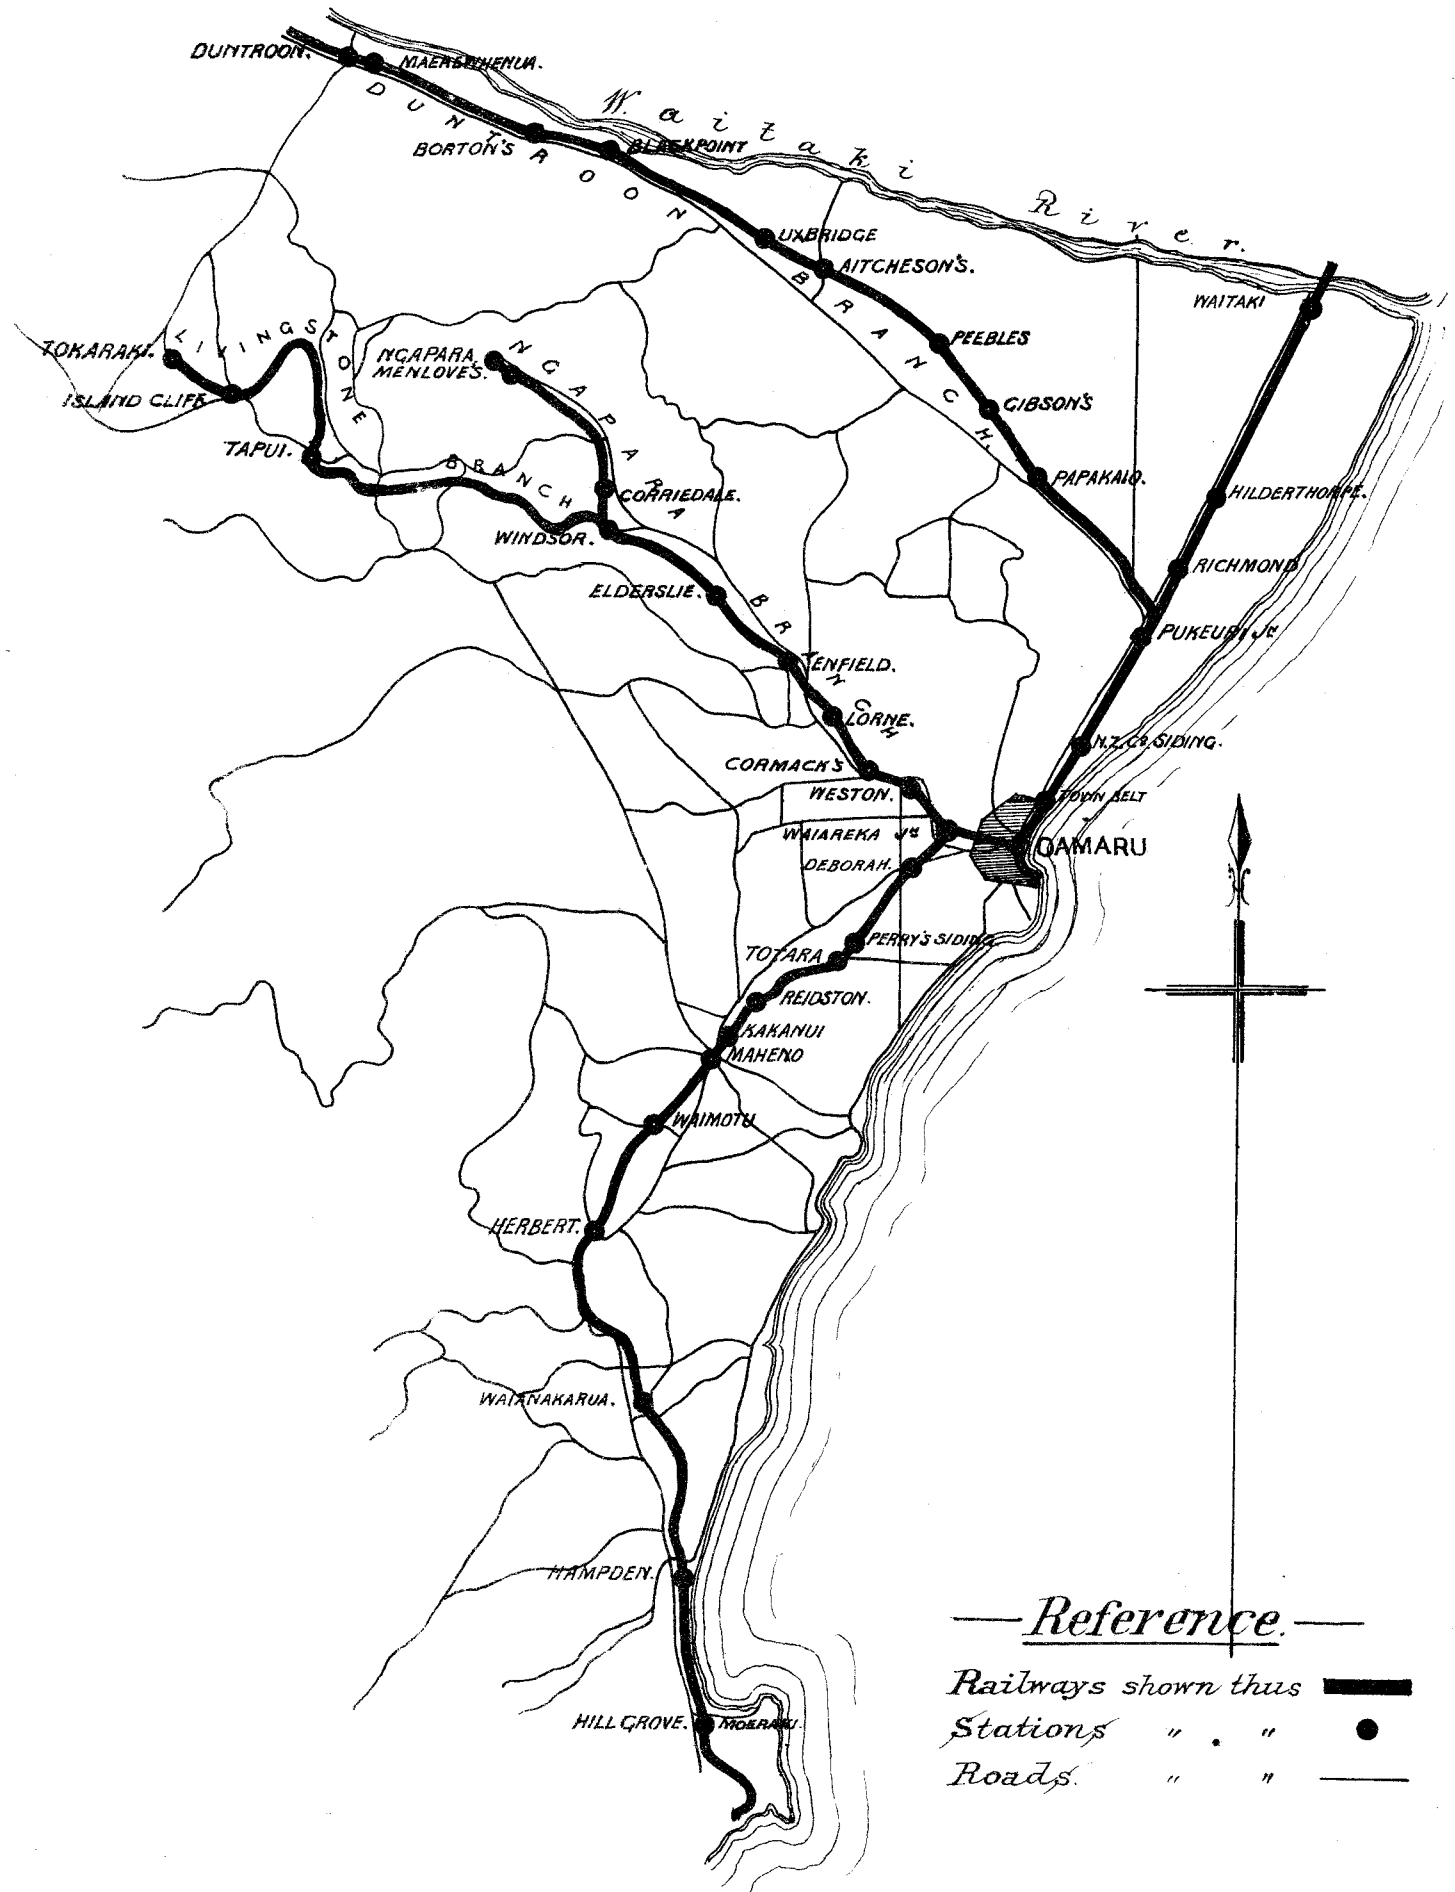 DUNTROON.
MAEREWHENUA.
DUNTROON BRANCH.
Waitaki River.
BORTON'S
BLACKPOINT
UXBRIDGE
AITCHESON'S.
WAITAKI
PEEBLES
LIVINGSTONE BRANCH
TOKARAKI.
NGAPARA
MENLOVE'S.
NGAPARA BRANCH
ISLAND CLIFF
GIBSON'S
TAPUI.
PAPAKAIO.
CORRIEDALE.
HILDERTHORPE.
WINDSOR.
RICHMOND
ELDERSLIE.
PUKEURI Jn
ENFIELD.
LORNE.
N.Z. Co. SIDING.
CORMACK'S
WESTON.
TOWN BELT
WAIAREKA Jn
OAMARU
DEBORAH.
PERRY'S SIDING
TOTARA
REIDSTON.
KAKANUI
MAHENO
WAIMOTU
HERBERT.
WAIANAKARUA.
HAMPDEN.
HILLGROVE.
MOERAKI.
Reference.
Railways shown thus
Stations " . "
Roads. " "